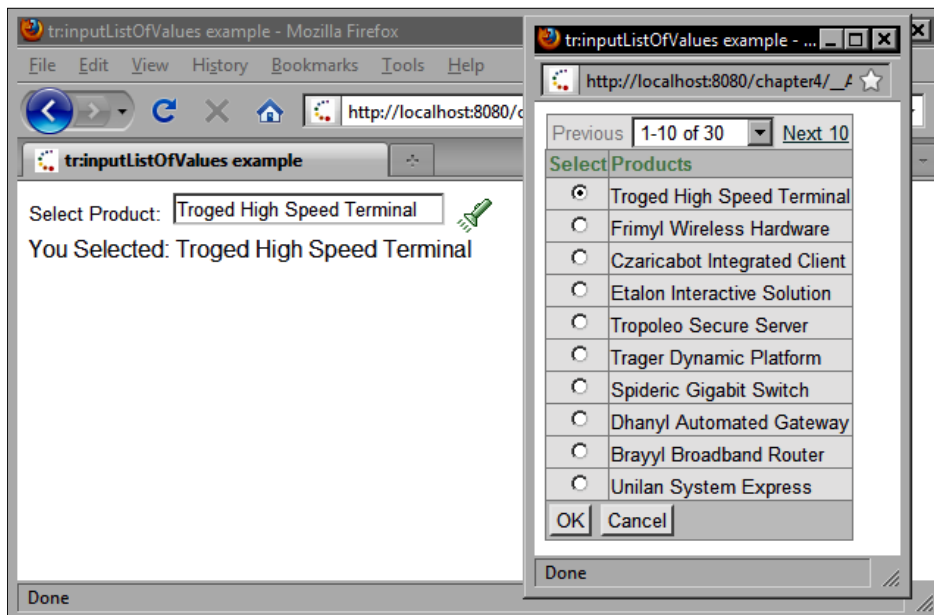 tr:inputListOfValues example - Mozilla Firefox
File Edit View History Bookmarks Tools Help
http://localhost:8080/c
tr:inputListOfValues example
Select Product: Troged High Speed Terminal
You Selected: Troged High Speed Terminal
Done
tr:inputListOfValues example - ...
http://localhost:8080/chapter4/__A
Previous 1-10 of 30 Next 10
Select Products
Troged High Speed Terminal
Frimyl Wireless Hardware
Czaricabot Integrated Client
Etalon Interactive Solution
Tropoleo Secure Server
Trager Dynamic Platform
Spideric Gigabit Switch
Dhanyl Automated Gateway
Brayyl Broadband Router
Unilan System Express
OK Cancel
Done